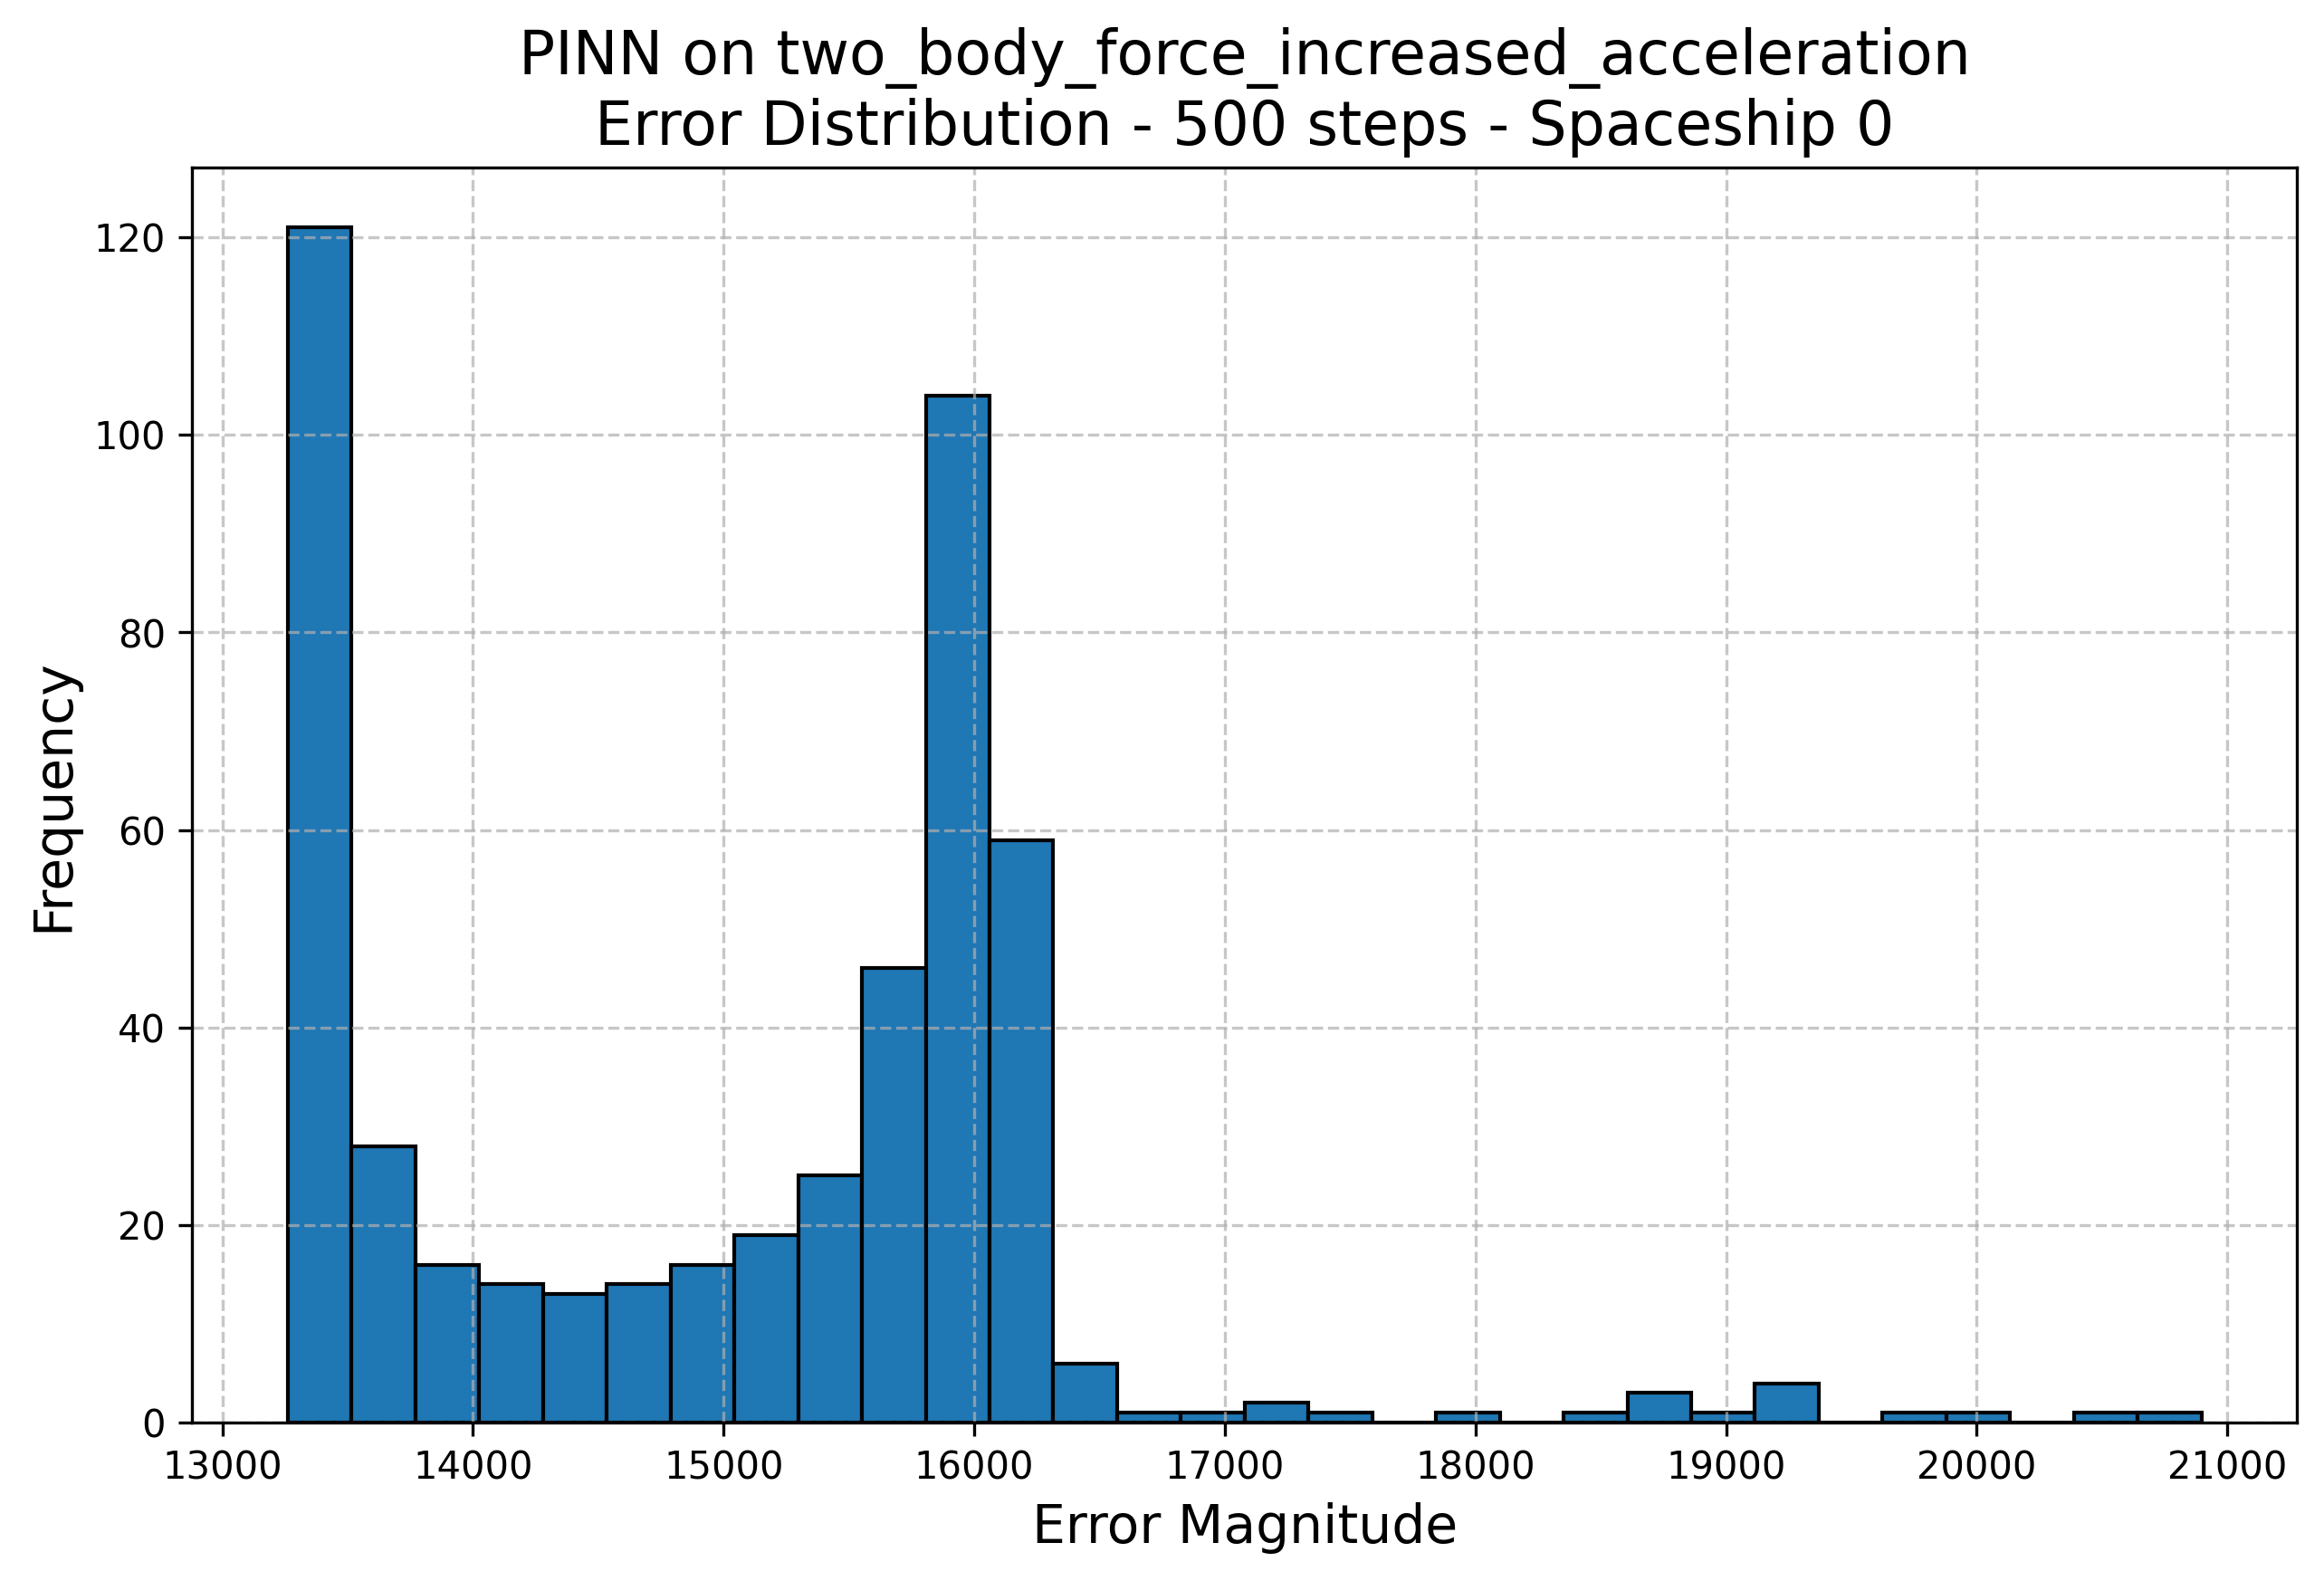 PINN on two_body_force_increased_acceleration
Error Distribution - 500 steps - Spaceship 0
120
100
80
60
40
20
0
Frequency
13000 14000 15000 16000 17000 18000 19000 20000 21000
Error Magnitude